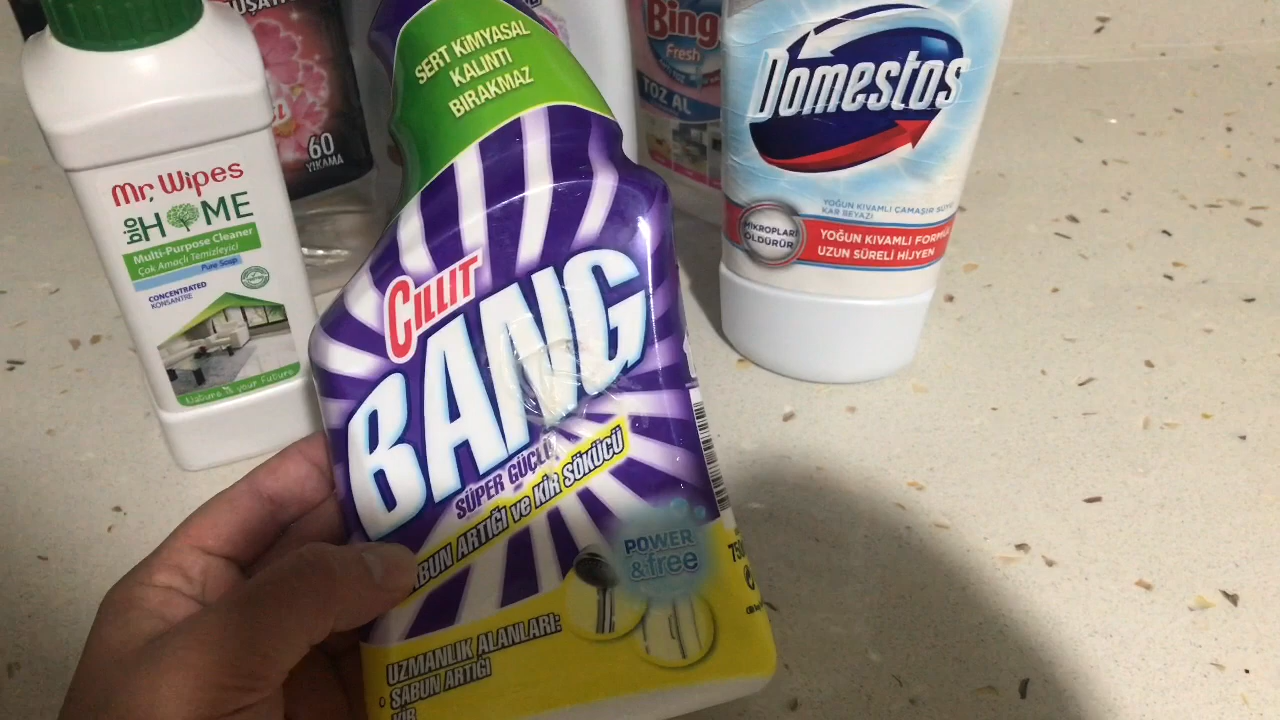 Mr. Wipes
bio HOME
Multi-Purpose Cleaner
Çok Amaçlı Temizleyici
Pure Soap
CONCENTRATED
KONSANTRE
Nature is your Future
60
YIKAMA
SERT KİMYASAL
KALINTI
BIRAKMAZ
CILLIT
BANG
SÜPER GÜÇLÜ
SABUN ARTIĞI ve KİR SÖKÜCÜ
POWER
&free
UZMANLIK ALANLARI:
• SABUN ARTIĞI
KİR
Bing
Fresh
TOZ AL
Domestos
YOĞUN KIVAMLI ÇAMAŞIR SUYU
KAR BEYAZI
MİKROPLARI
ÖLDÜRÜR
YOĞUN KIVAMLI FORMÜL
UZUN SÜRELİ HİJYEN